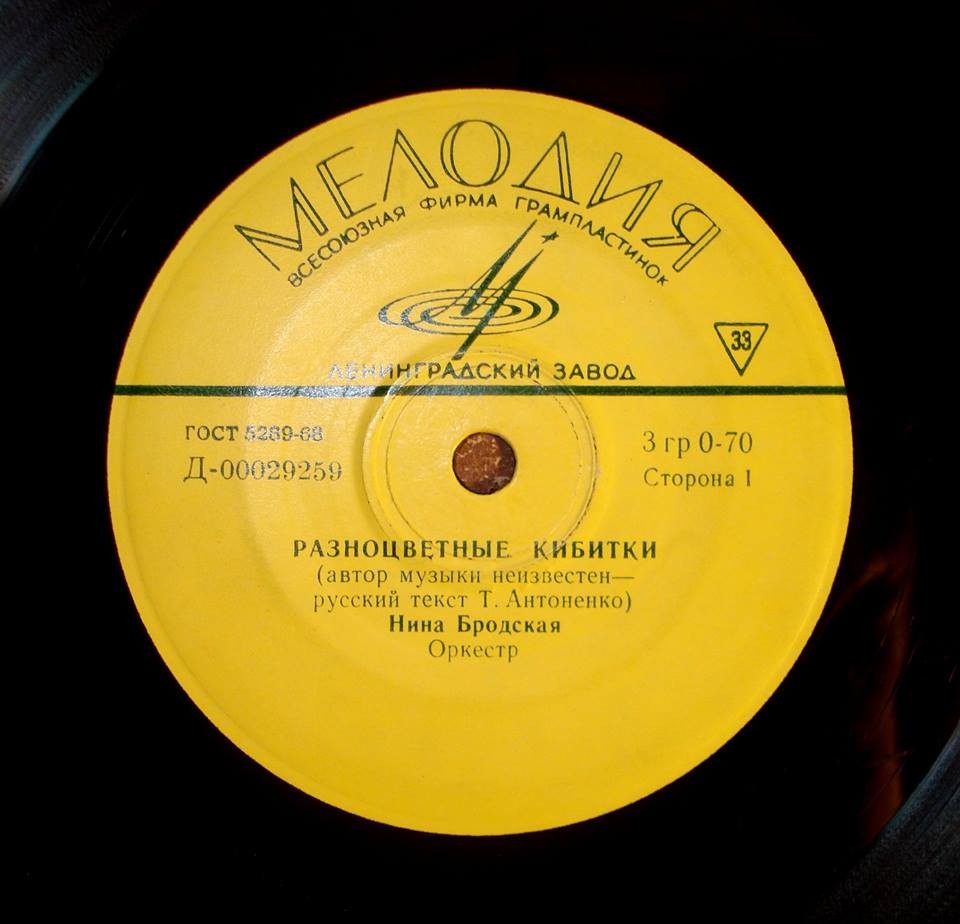 МЕЛОДИЯ
ВСЕСОЮЗНАЯ ФИРМА ГРАМПЛАСТИНОК
33
ЛЕНИНГРАДСКИЙ ЗАВОД
ГОСТ 5289-68
3 гр 0-70
Д-00029259
Сторона 1
РАЗНОЦВЕТНЫЕ КИБИТКИ
(автор музыки неизвестен—
русский текст Т. Антоненко)
Нина Бродская
Оркестр